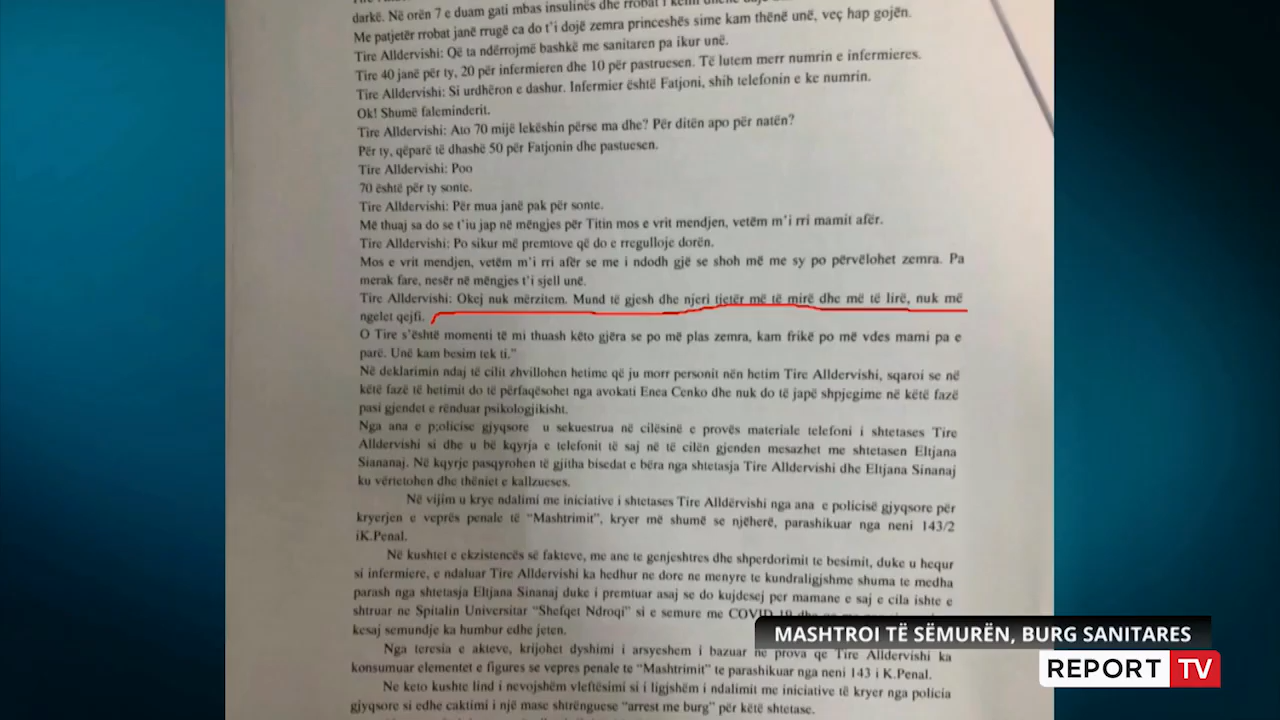 darkë. Në orën 7 e duam gati mbas insulinës dhe rrobat i kemi
Me patjetër rrobat janë rrugë ca do t'i dojë zemra princeshës sime kam thënë unë, veç hap gojën.
Tire Alldervishi: Që ta ndërrojmë bashkë me sanitaren pa ikur unë.
Tire 40 janë për ty, 20 për infermieren dhe 10 për pastruesen. Të lutem merr numrin e infermieres.
Tire Alldervishi: Si urdhëron e dashur. Infermier është Fatjoni, shih telefonin e ke numrin.
Ok! Shumë faleminderit.
Tire Alldervishi: Ato 70 mijë lekëshin përse ma dhe? Për ditën apo për natën?
Për ty, qëparë të dhashë 50 për Fatjonin dhe pastuesen.
Tire Alldervishi: Poo
70 është për ty sonte.
Tire Alldervishi: Për mua janë pak për sonte.
Më thuaj sa do se t'iu jap në mëngjes për Titin mos e vrit mendjen, vetëm m'i rri mamit afër.
Tire Alldervishi: Po sikur më premtove që do e rregulloje dorën.
Mos e vrit mendjen, vetëm m'i rri afër se me i ndodh gjë se shoh më me sy po përvëlohet zemra. Pa
merak fare, nesër në mëngjes t'i sjell unë.
Tire Alldervishi: Okej nuk mërzitem. Mund të gjesh dhe njeri tjetër më të mirë dhe më të lirë, nuk më
ngelet qejfi.
O Tire s'është momenti të mi thuash këto gjëra se po më plas zemra, kam frikë po më vdes mami pa e
parë. Unë kam besim tek ti."
Në deklarimin ndaj të cilit zhvillohen hetime që ju morr personit nën hetim Tire Alldervishi, sqaroi se në
këtë fazë të hetimit do të përfaqësohet nga avokati Enea Cenko dhe nuk do të japë shpjegime në këtë fazë
pasi gjendet e rënduar psikologjikisht.
Nga ana e p;olicise gjyqsore u sekuestrua në cilësinë e provës materiale telefoni i shtetases Tire
Alldervishi si dhe u bë kqyrja e telefonit të saj në të cilën gjenden mesazhet me shtetasen Eltjana
Siananaj. Në kqyrje pasqyrohen të gjitha bisedat e bëra nga shtetasja Tire Alldervishi dhe Eltjana Sinanaj
ku vërtetohen dhe thëniet e kallzueses.
Në vijim u krye ndalimi me iniciative i shtetases Tire Alldërvishi nga ana e policisë gjyqsore për
kryerjen e veprës penale të "Mashtrimit", kryer më shumë se njëherë, parashikuar nga neni 143/2
iK.Penal.
Në kushtet e ekzistencës së fakteve, me ane te genjeshtres dhe shperdorimit te besimit, duke u hequr
si infermiere, e ndaluar Tire Alldervishi ka hedhur ne dore ne menyre te kundraligjshme shuma te medha
parash nga shtetasja Eltjana Sinanaj duke i premtuar asaj se do kujdesej per mamane e saj e cila ishte e
shtruar ne Spitalin Universitar "Shefqet Ndroqi" si e semure me COVID-19 dhe
kesaj semundje ka humbur edhe jeten.
Nga teresia e akteve, krijohet dyshimi i arsyeshem i bazuar ne prova qe Tire Alldervishi ka
konsumuar elementet e figures se vepres penale te "Mashtrimit" te parashikuar nga neni 143 i K.Penal.
Ne keto kushte lind i nevojshëm vleftësimi si i ligjshëm i ndalimit me iniciative të kryer nga policia
gjyqsore si edhe caktimi i një mase shtrënguese "arrest me burg" për këtë shtetase.
MASHTROI TË SËMURËN, BURG SANITARES
REPORT TV